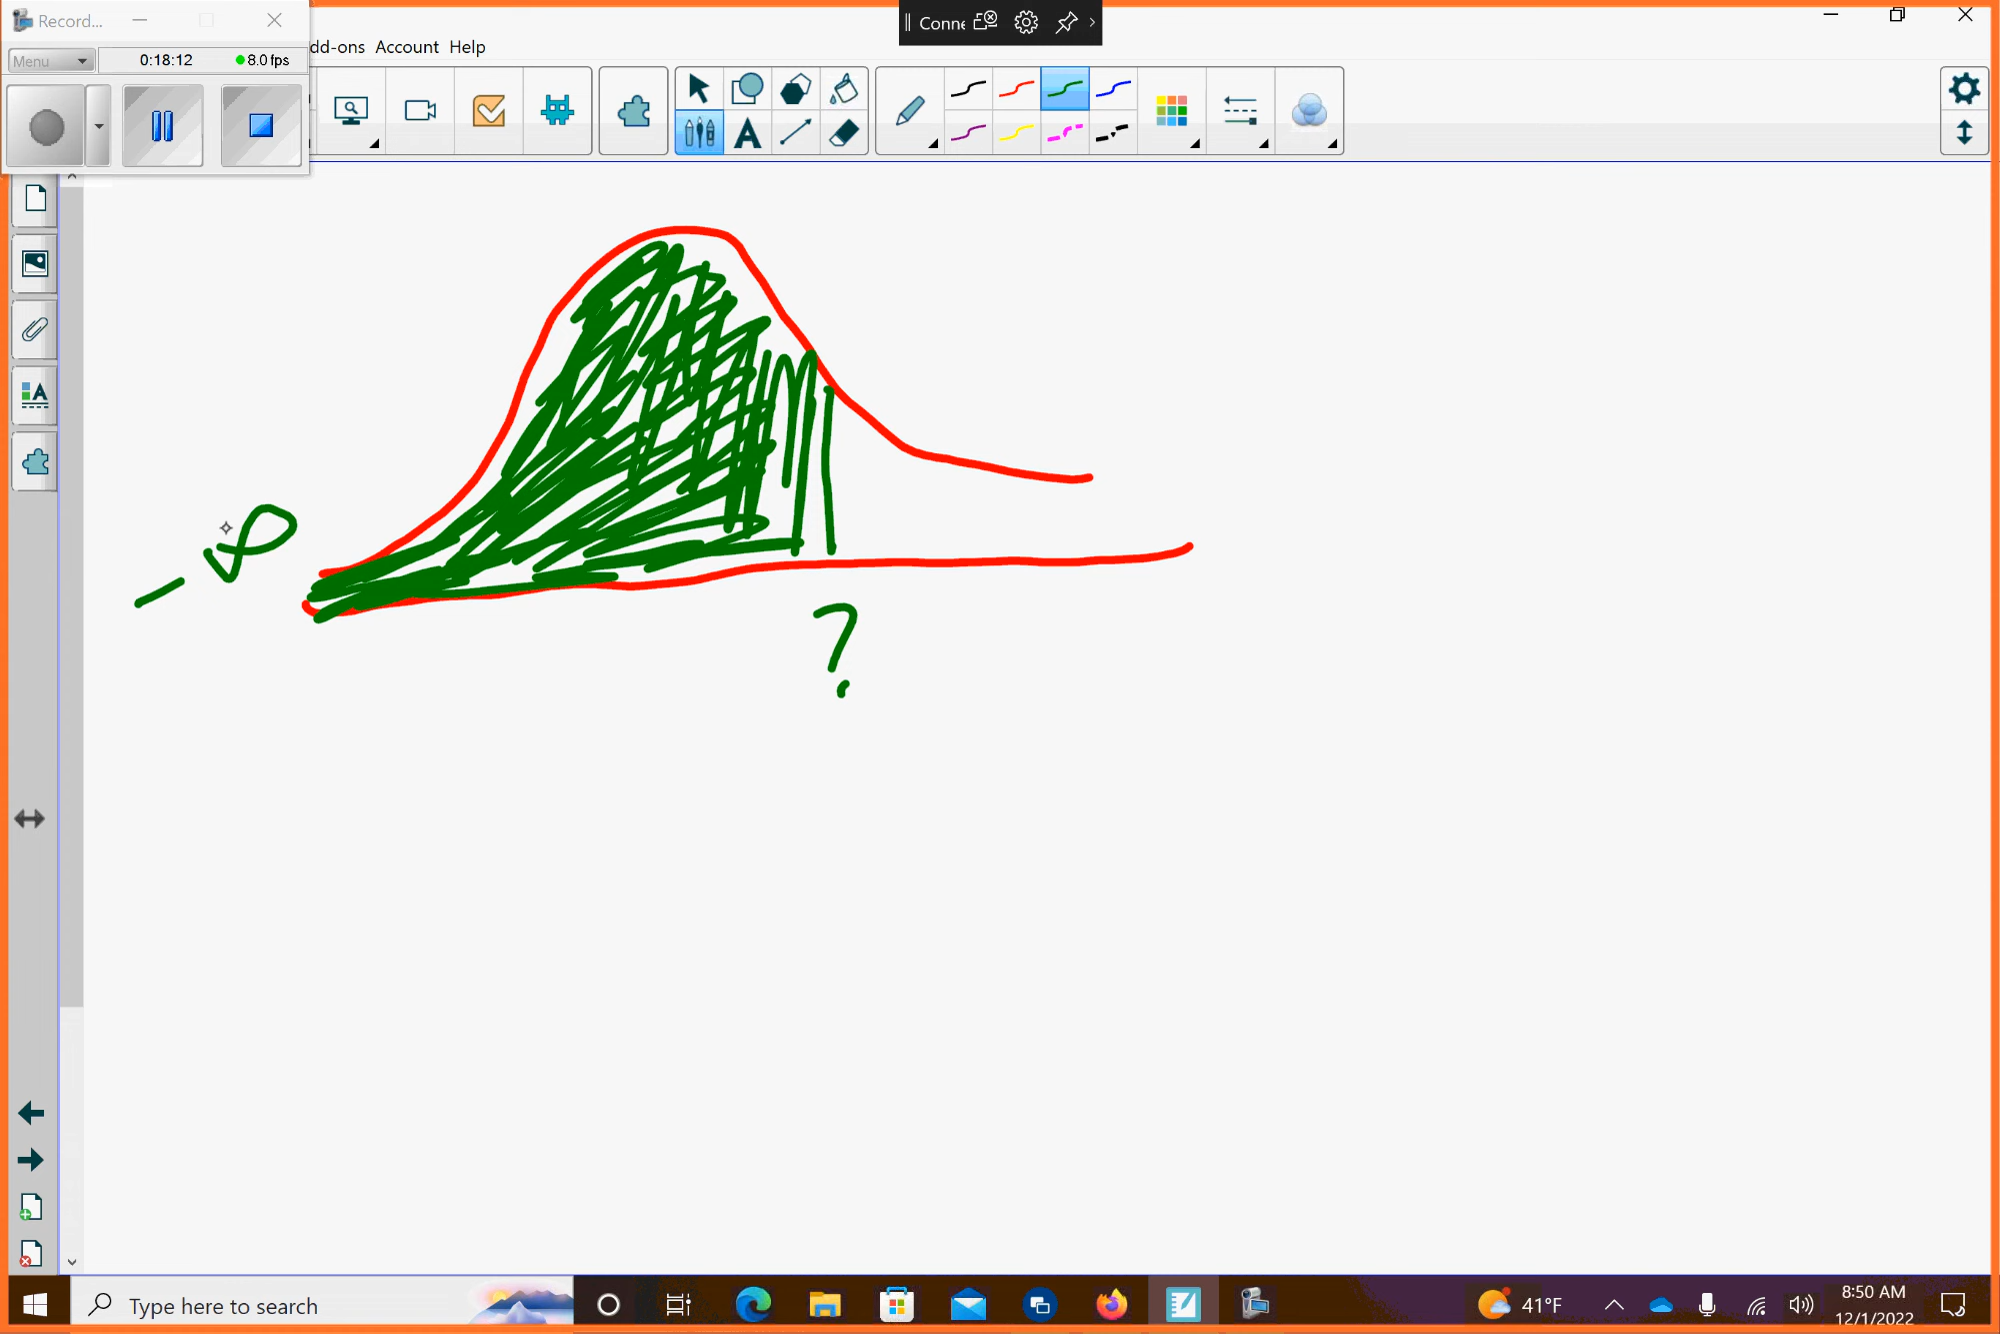 Record...
Conne
Menu
0:18:12
8.0 fps
dd-ons Account Help
A
A
- ∞
?
Type here to search
41°F
8:50 AM
12/1/2022